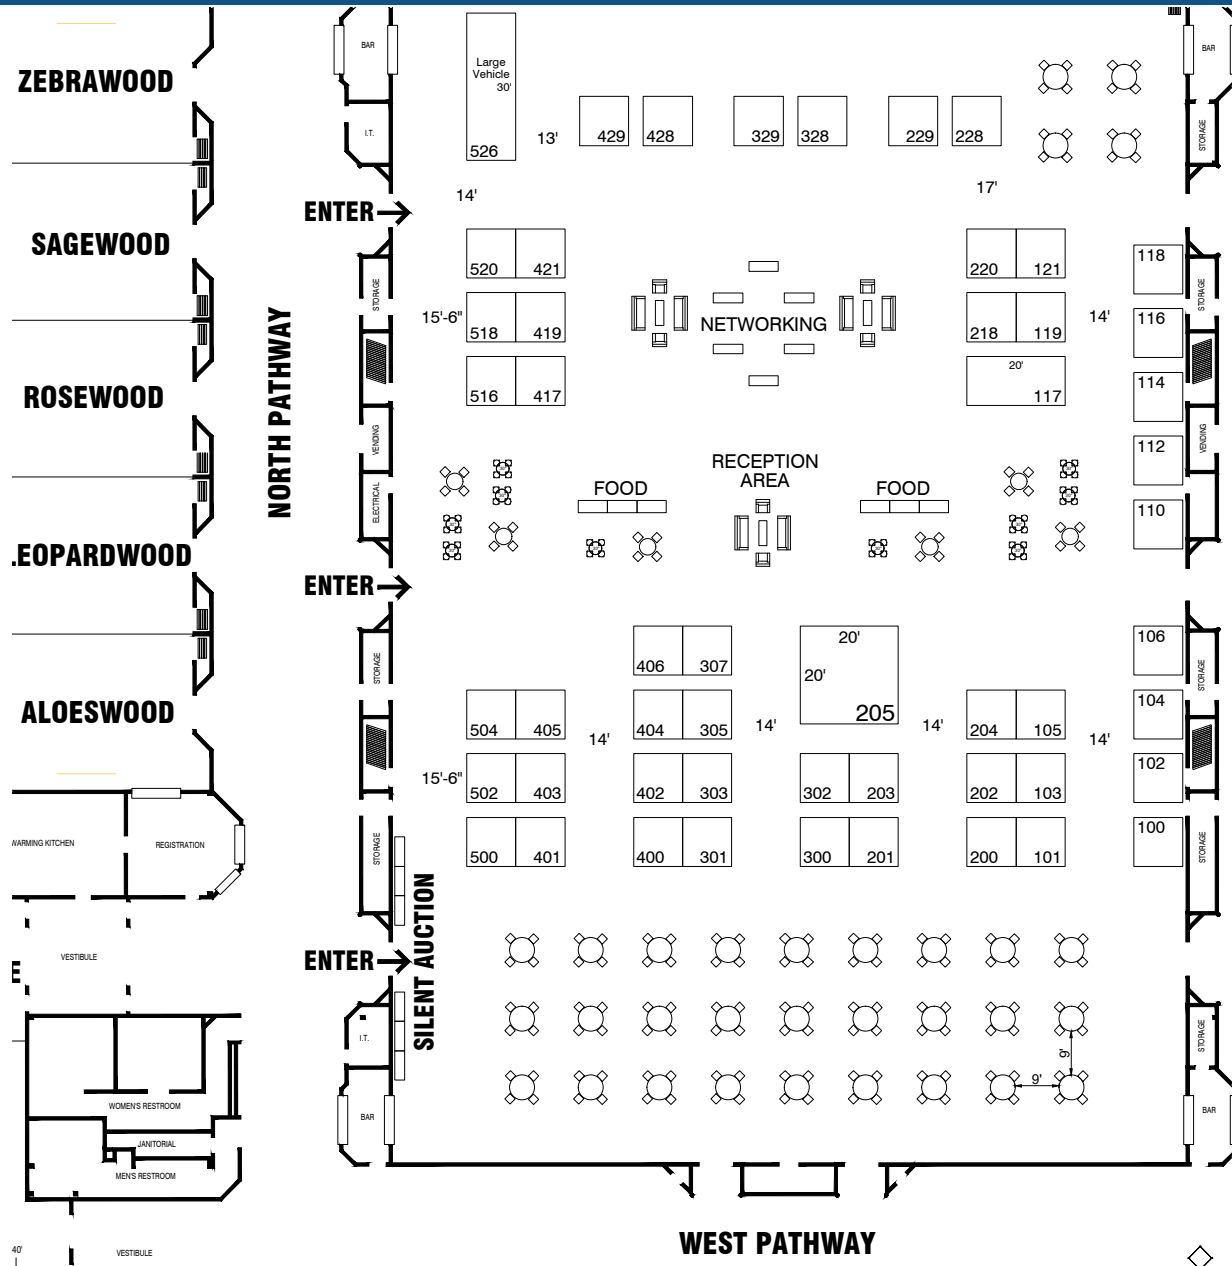 ZEBRAWOOD
SAGEWOOD
ROSEWOOD
LEOPARDWOOD
ALOESWOOD
NORTH PATHWAY
WARMING KITCHEN
REGISTRATION
VESTIBULE
E
WOMEN'S RESTROOM
JANITORIAL
MEN'S RESTROOM
40'
VESTIBULE
BAR
I.T.
ENTER
STORAGE
VENDING
ELECTRICAL
ENTER
STORAGE
STORAGE
ENTER
SILENT AUCTION
I.T.
BAR
Large
Vehicle
30'
526
13'
429 428
329 328
229 228
14'
17'
520 421
220 121
118
15'-6"
518 419
NETWORKING
218 119
14'
116
516 417
20'
117
114
112
110
RECEPTION
AREA
FOOD
FOOD
406 307
20'
20'
205
106
504 405
14'
404 305
14'
14'
204 105
14'
104
15'-6"
502 403
402 303
302 203
202 103
102
500 401
400 301
300 201
200 101
100
9'
9'
BAR
STORAGE
STORAGE
VENDING
STORAGE
STORAGE
STORAGE
BAR
WEST PATHWAY